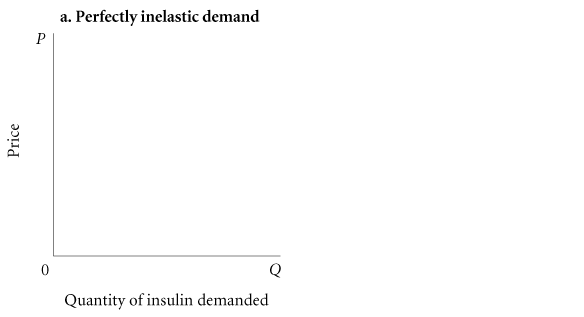 a. Perfectly inelastic demand
P
Price
0
Q
Quantity of insulin demanded